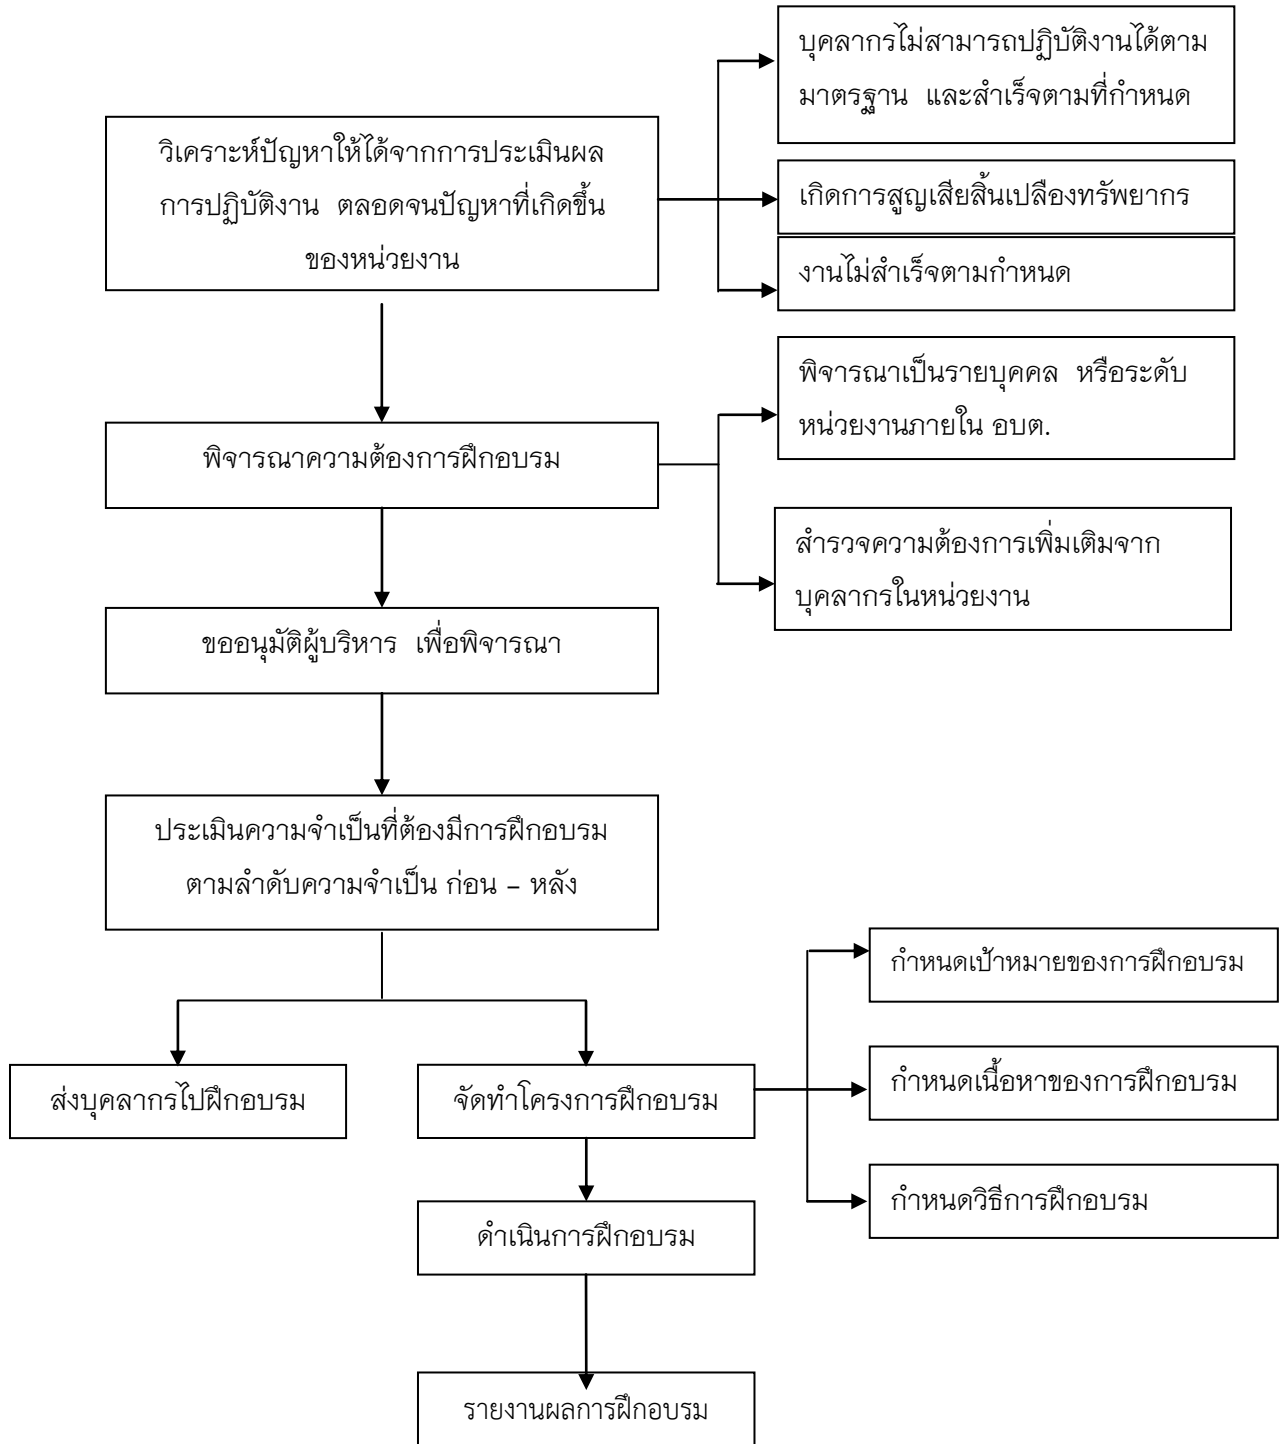 บุคลากรไม่สามารถปฏิบัติงานได้ตาม
มาตรฐาน และสำเร็จตามที่กำหนด
วิเคราะห์ปัญหาให้ได้จากการประเมินผล
การปฏิบัติงาน ตลอดจนปัญหาที่เกิดขึ้น
ของหน่วยงาน
เกิดการสูญเสียสิ้นเปลืองทรัพยากร
งานไม่สำเร็จตามกำหนด
พิจารณาความต้องการฝึกอบรม
พิจารณาเป็นรายบุคคล หรือระดับ
หน่วยงานภายใน อบต.
สำรวจความต้องการเพิ่มเติมจาก
บุคลากรในหน่วยงาน
ขออนุมัติผู้บริหาร เพื่อพิจารณา
ประเมินความจำเป็นที่ต้องมีการฝึกอบรม
ตามลำดับความจำเป็น ก่อน – หลัง
ส่งบุคลากรไปฝึกอบรม
จัดทำโครงการฝึกอบรม
กำหนดเป้าหมายของการฝึกอบรม
กำหนดเนื้อหาของการฝึกอบรม
กำหนดวิธีการฝึกอบรม
ดำเนินการฝึกอบรม
รายงานผลการฝึกอบรม